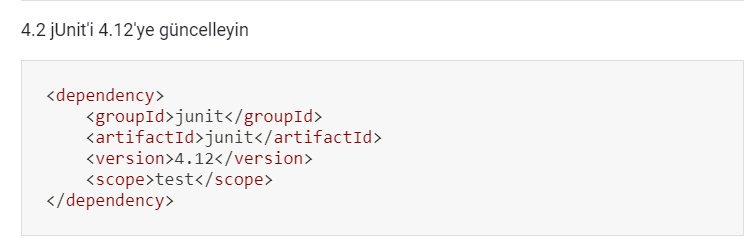 4.2 jUnit'i 4.12'ye güncelleyin
<dependency>
    <groupId>junit</groupId>
    <artifactId>junit</artifactId>
    <version>4.12</version>
    <scope>test</scope>
</dependency>